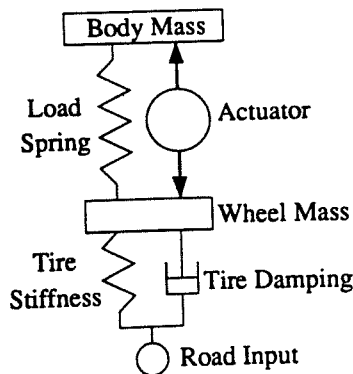 Body Mass
Load
Spring
Actuator
Wheel Mass
Tire
Stiffness
Tire Damping
Road Input